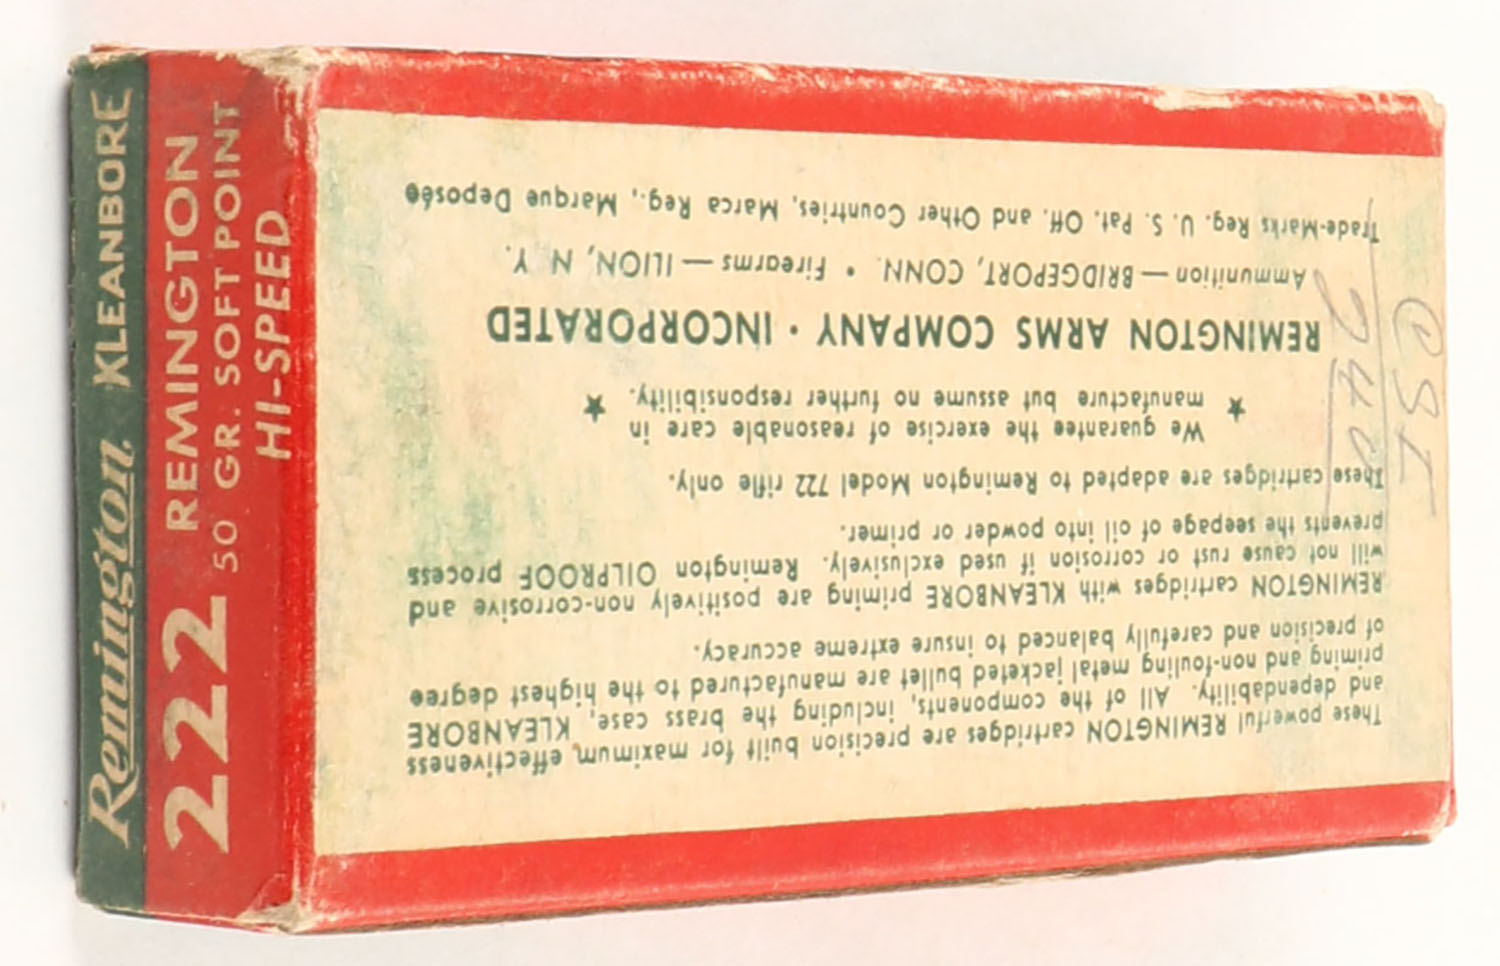 Remington KLEANBORE
222 REMINGTON
50 GR. SOFT POINT
HI-SPEED
These powerful REMINGTON cartridges are precision built for maximum effectiveness
and dependability. All of the components, including the brass case, KLEANBORE
priming and non-fouling metal jacketed bullet are manufactured to the highest degree
of precision and carefully balanced to insure extreme accuracy.
REMINGTON cartridges with KLEANBORE priming are positively non-corrosive and
will not cause rust or corrosion if used exclusively. Remington OILPROOF process
prevents the seepage of oil into powder or primer.
These cartridges are adapted to Remington Model 722 rifle only.
We guarantee the exercise of reasonable care in
★ manufacture but assume no further responsibility. ★
REMINGTON ARMS COMPANY · INCORPORATED
Ammunition — BRIDGEPORT, CONN. • Firearms — ILION, N. Y.
Trade-Marks Reg. U. S. Pat. Off. and Other Countries, Marca Reg., Marque Deposée